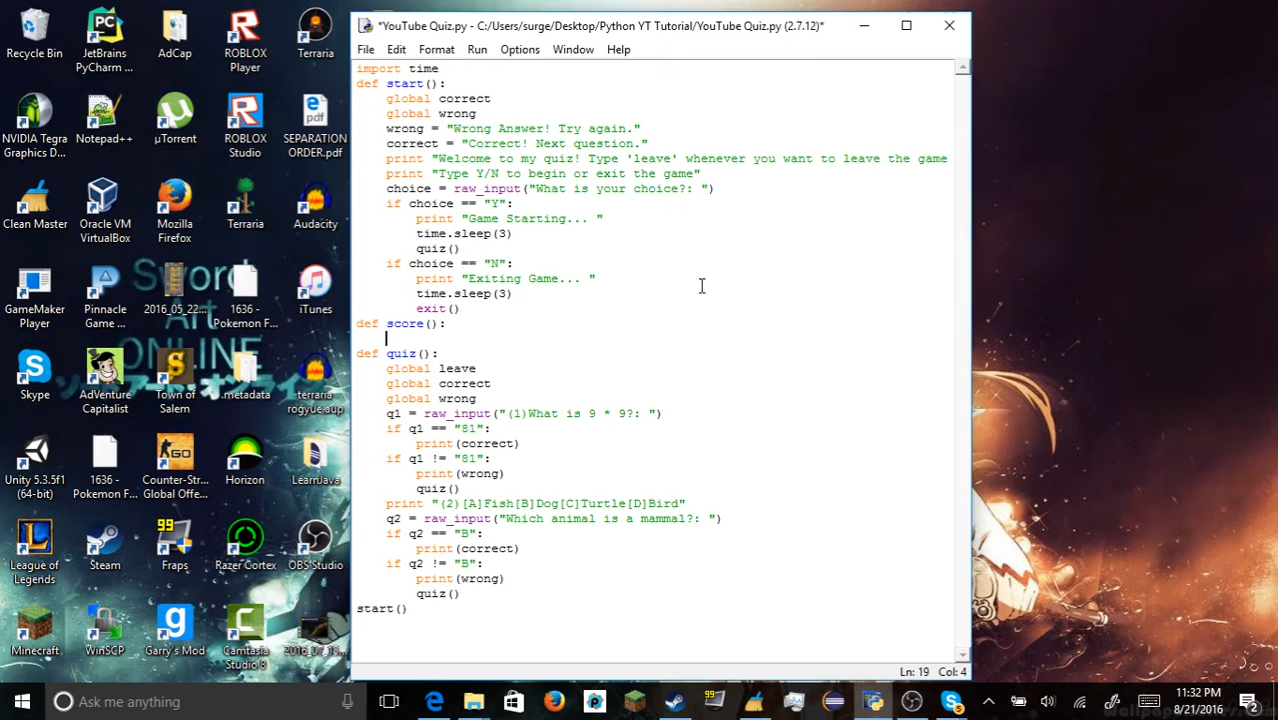 *YouTube Quiz.py - C:/Users/surge/Desktop/Python YT Tutorial/YouTube Quiz.py (2.7.12)*
File Edit Format Run Options Window Help
import time
def start():
    global correct
    global wrong
    wrong = "Wrong Answer! Try again."
    correct = "Correct! Next question."
    print "Welcome to my quiz! Type 'leave' whenever you want to leave the game
    print "Type Y/N to begin or exit the game"
    choice = raw_input("What is your choice?: ")
    if choice == "Y":
        print "Game Starting... "
        time.sleep(3)
        quiz()
    if choice == "N":
        print "Exiting Game... "
        time.sleep(3)
        exit()
def score():
def quiz():
    global leave
    global correct
    global wrong
    q1 = raw_input("(1)What is 9 * 9?: ")
    if q1 == "81":
        print(correct)
    if q1 != "81":
        print(wrong)
        quiz()
    print "(2)[A]Fish[B]Dog[C]Turtle[D]Bird"
    q2 = raw_input("Which animal is a mammal?: ")
    if q2 == "B":
        print(correct)
    if q2 != "B":
        print(wrong)
        quiz()
start()
Ln: 19 Col: 4
Recycle Bin
JetBrains PyCharm ...
AdCap
ROBLOX Player
Terraria
NVIDIA Tegra Graphics D...
Notepad++
µTorrent
ROBLOX Studio
SEPARATION ORDER.pdf
Clean Master
Oracle VM VirtualBox
Mozilla Firefox
Terraria
Audacity
GameMaker Player
Pinnacle Game ...
2016_05_22...
1636 - Pokemon F...
iTunes
Skype
AdVenture Capitalist
Town of Salem
.metadata
terraria rogyue.aup
Unity 5.3.5f1 (64-bit)
1636 - Pokemon F...
Counter-Str... Global Offe...
Horizon
LearnJava
League of Legends
Steam
Fraps
Razer Cortex
OBS Studio
Minecraft
WinSCP
Garry's Mod
Camtasia Studio 8
2016_07_15...
Sword
Art
ONLINE
Ask me anything
11:32 PM
8/21/2016